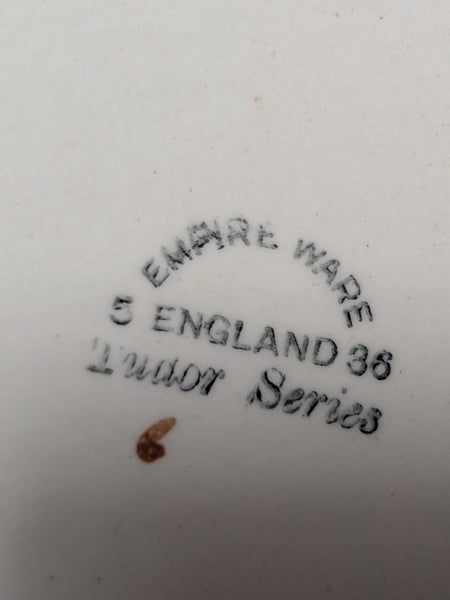 EMPIRE WARE
5 ENGLAND 36
Tudor Series